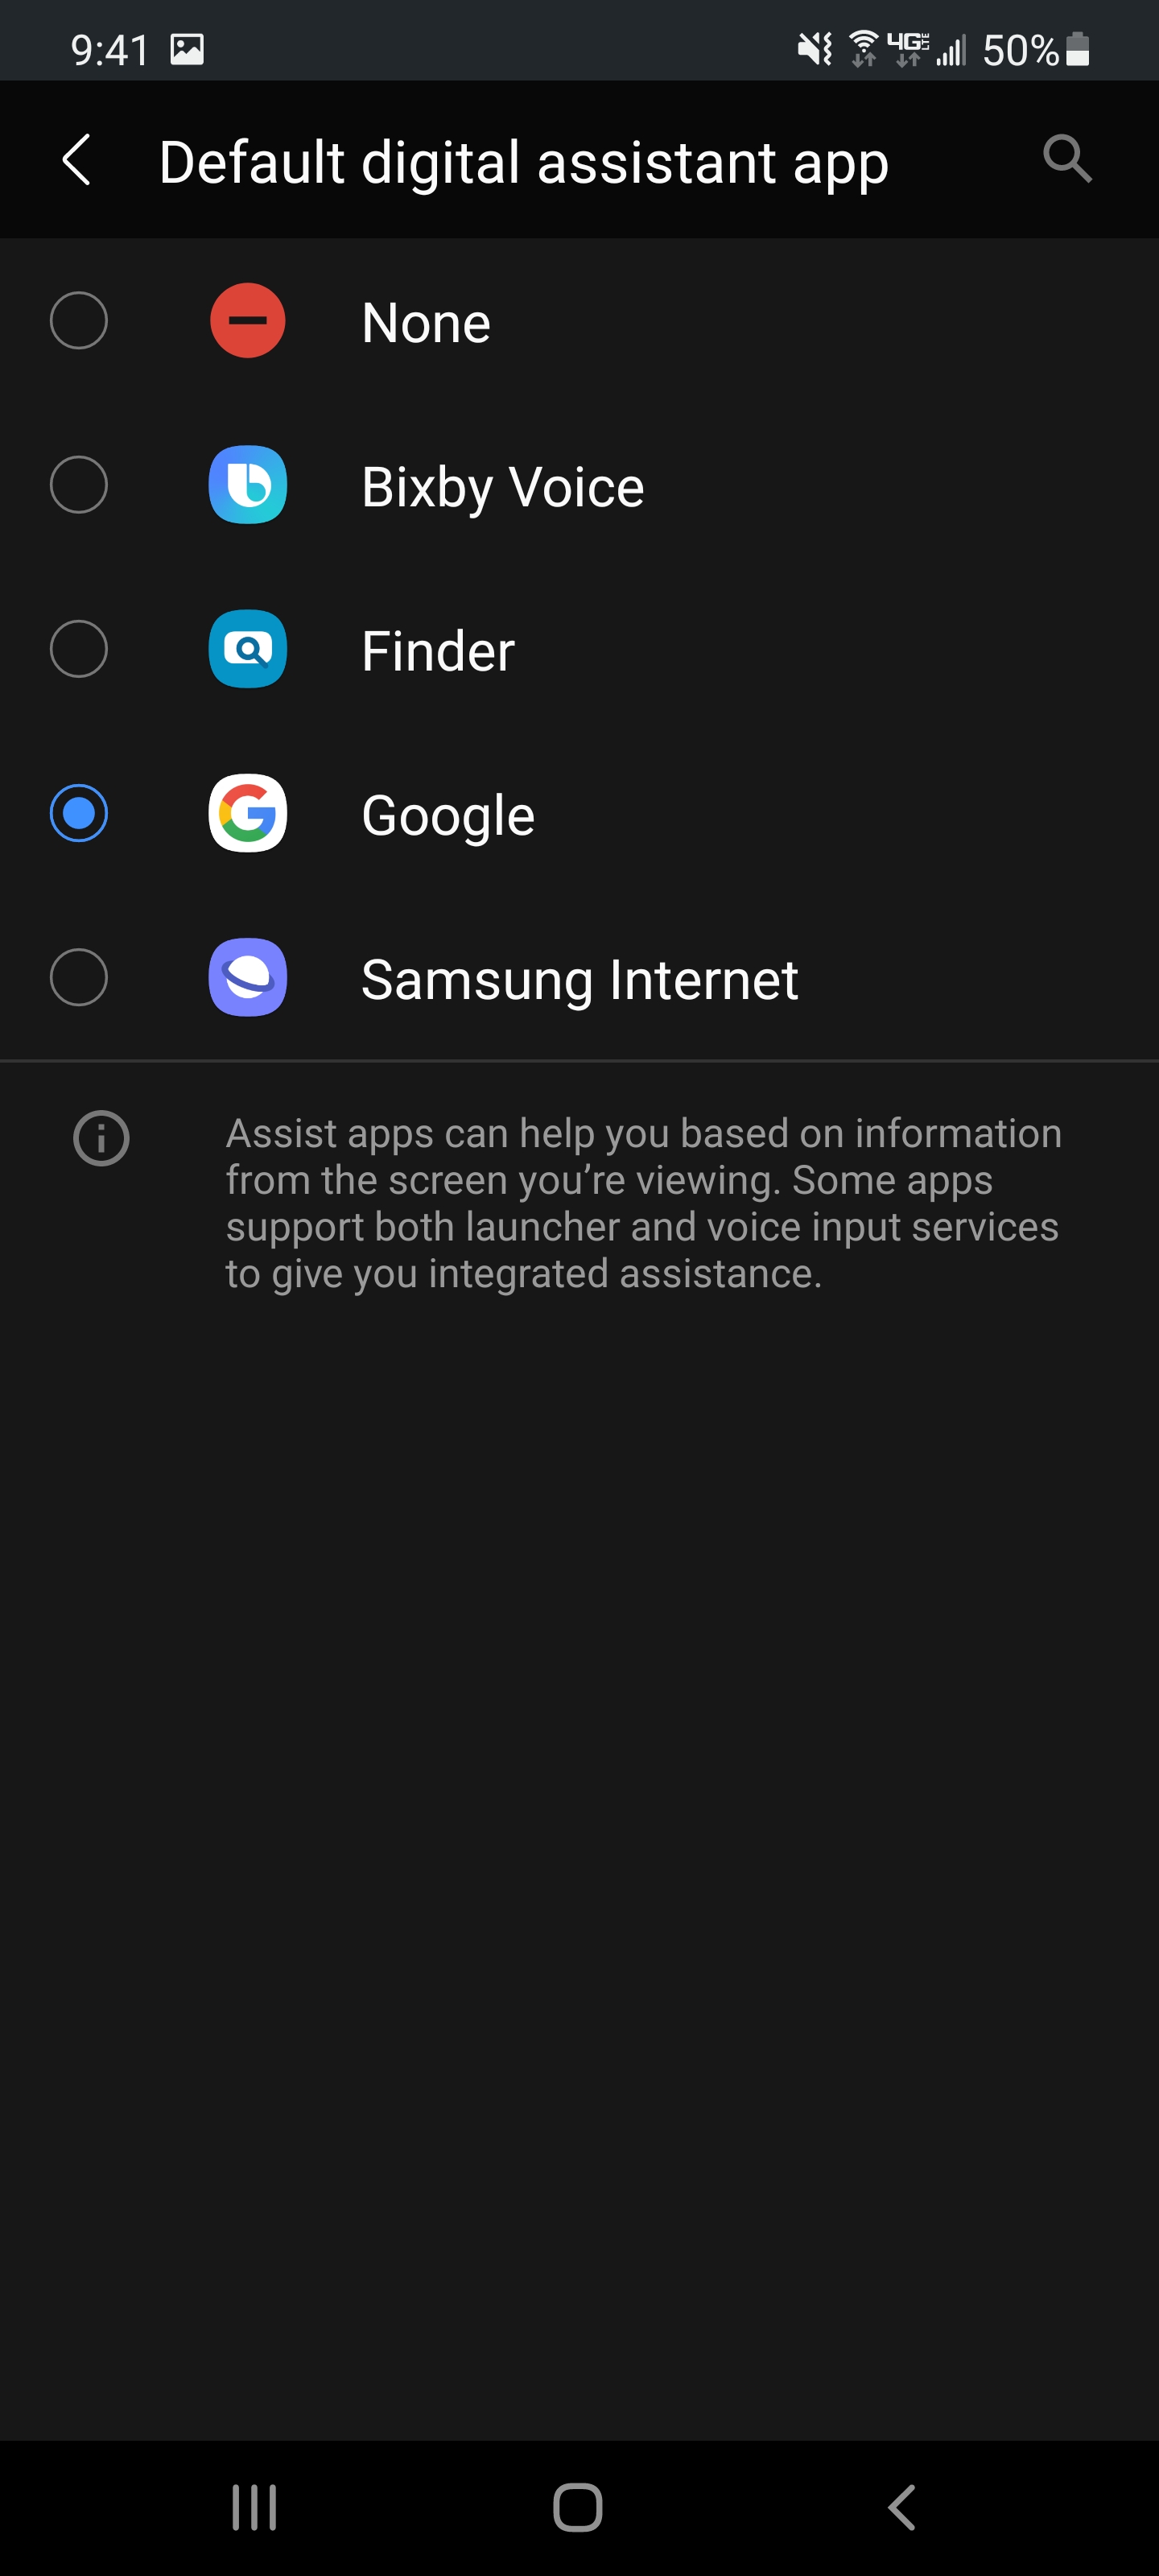 9:41 4G LTE 50%
Default digital assistant app
None
Bixby Voice
Finder
Google
Samsung Internet
Assist apps can help you based on information
from the screen you’re viewing. Some apps
support both launcher and voice input services
to give you integrated assistance.